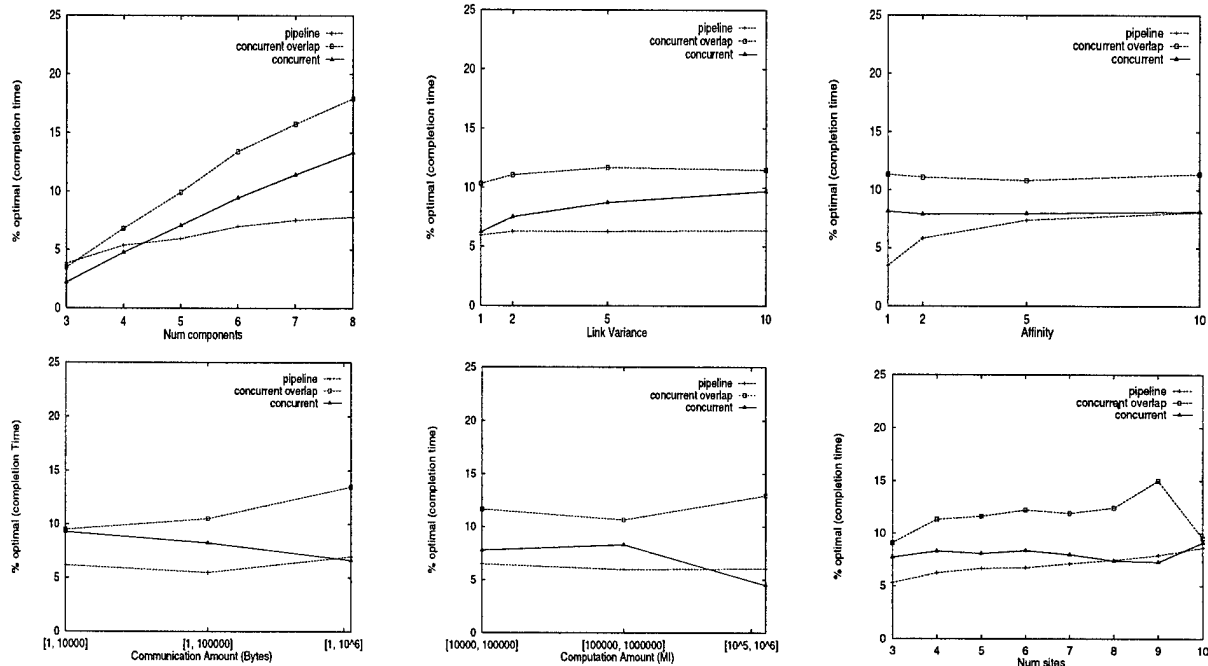 25
20
15
10
5
0
% optimal (completion time)
pipeline
concurrent overlap
concurrent
3 4 5 6 7 8
Num components
25
20
15
10
5
0
% optimal (completion time)
pipeline
concurrent overlap
concurrent
1 2 5 10
Link Variance
25
20
15
10
5
0
% optimal (completion time)
pipeline
concurrent overlap
concurrent
1 2 5 10
Affinity
25
20
15
10
5
0
% optimal (completion Time)
pipeline
concurrent overlap
concurrent
[1, 10000] [1, 100000] [1, 10^6]
Communication Amount (Bytes)
25
20
15
10
5
0
% optimal (completion time)
pipeline
concurrent overlap
concurrent
[10000, 100000] [100000, 1000000] [10^5, 10^6]
Computation Amount (MI)
25
20
15
10
5
0
% optimal (completion time)
pipeline
concurrent overlap
concurrent
3 4 5 6 7 8 9 10
Num sites